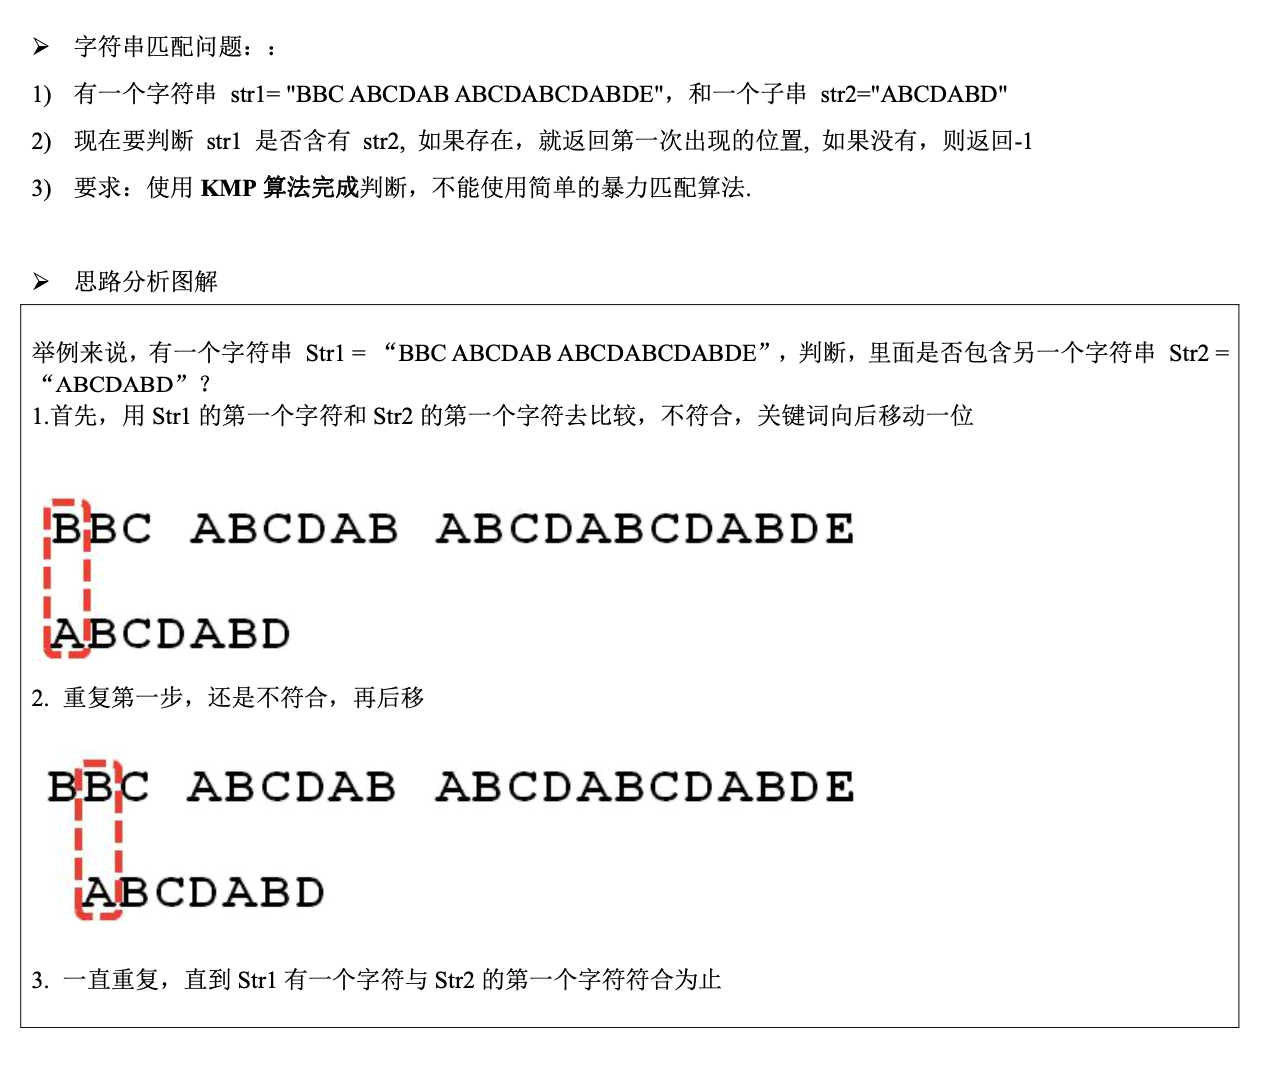 ➢ 字符串匹配问题：：
1) 有一个字符串 str1= "BBC ABCDAB ABCDABCDABDE"，和一个子串 str2="ABCDABD"
2) 现在要判断 str1 是否含有 str2, 如果存在，就返回第一次出现的位置, 如果没有，则返回-1
3) 要求：使用 KMP 算法完成判断，不能使用简单的暴力匹配算法.
➢ 思路分析图解
举例来说，有一个字符串 Str1 = “BBC ABCDAB ABCDABCDABDE”，判断，里面是否包含另一个字符串 Str2 =
“ABCDABD”？
1.首先，用 Str1 的第一个字符和 Str2 的第一个字符去比较，不符合，关键词向后移动一位
BBC ABCDAB ABCDABCDABDE
ABCDABD
2. 重复第一步，还是不符合，再后移
BBC ABCDAB ABCDABCDABDE
ABCDABD
3. 一直重复，直到 Str1 有一个字符与 Str2 的第一个字符符合为止